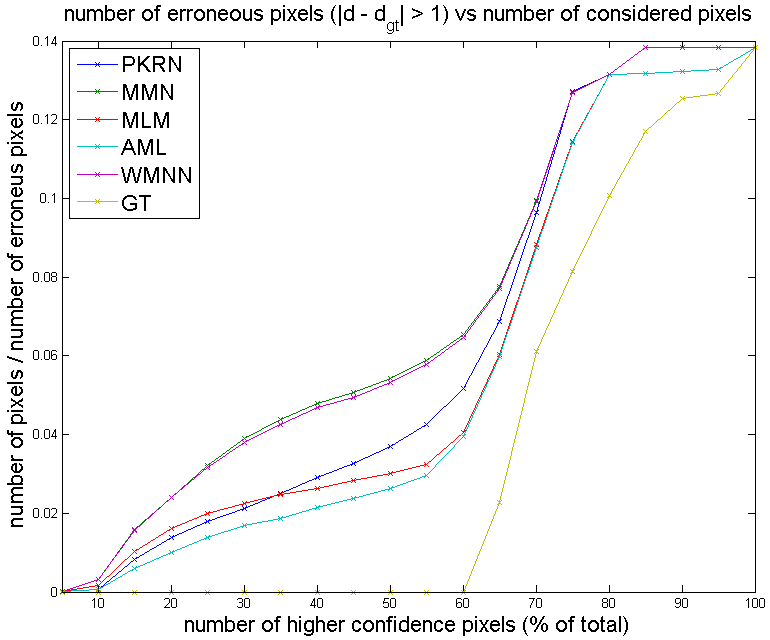 number of erroneous pixels (|d - dgt| > 1) vs number of considered pixels
0.14
0.12
0.1
0.08
0.06
0.04
0.02
0
PKRN
MMN
MLM
AML
WMNN
GT
number of pixels / number of erroneus pixels
10 20 30 40 50 60 70 80 90 100
number of higher confidence pixels (% of total)